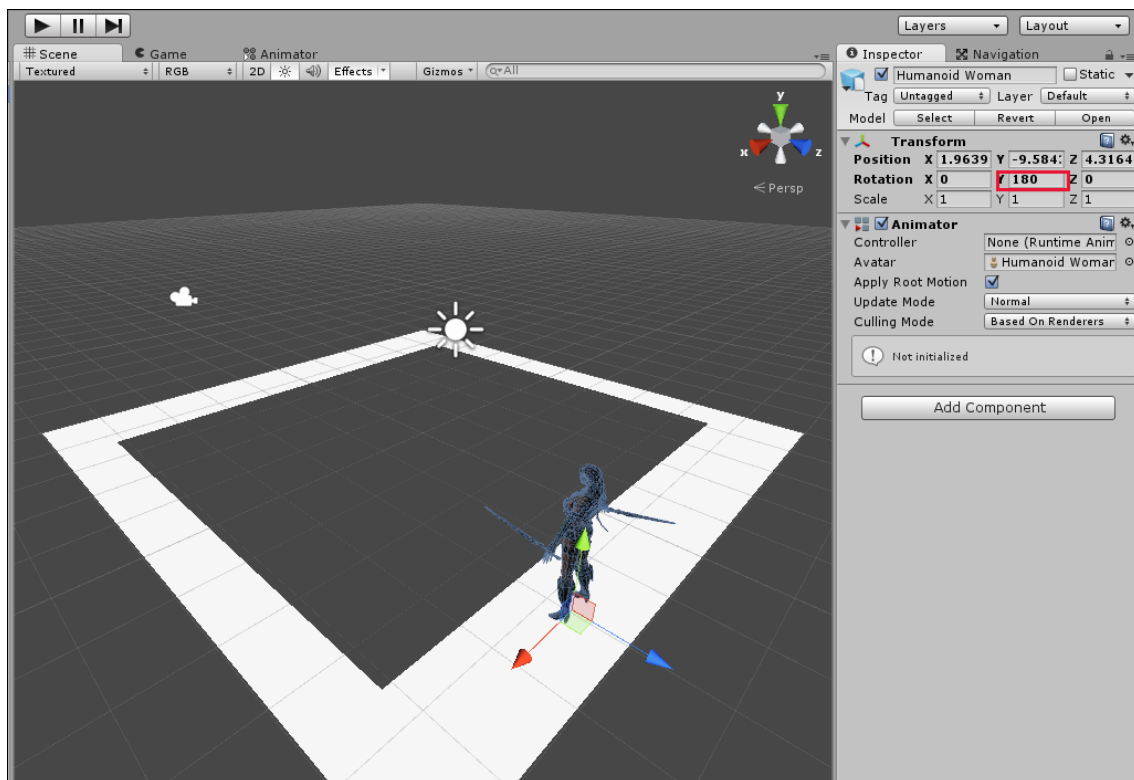 Layers Layout
Scene Game Animator
Inspector Navigation
Textured RGB 2D Effects Gizmos All
Humanoid Woman Static
Tag Untagged Layer Default
Model Select Revert Open
Transform
Position X 1.9639 Y -9.584 Z 4.3164
Rotation X 0 Y 180 Z 0
Scale X 1 Y 1 Z 1
Animator
Controller None (Runtime Anim
Avatar Humanoid Woman
Apply Root Motion
Update Mode Normal
Culling Mode Based On Renderers
Not initialized
Add Component
y
x z
Persp